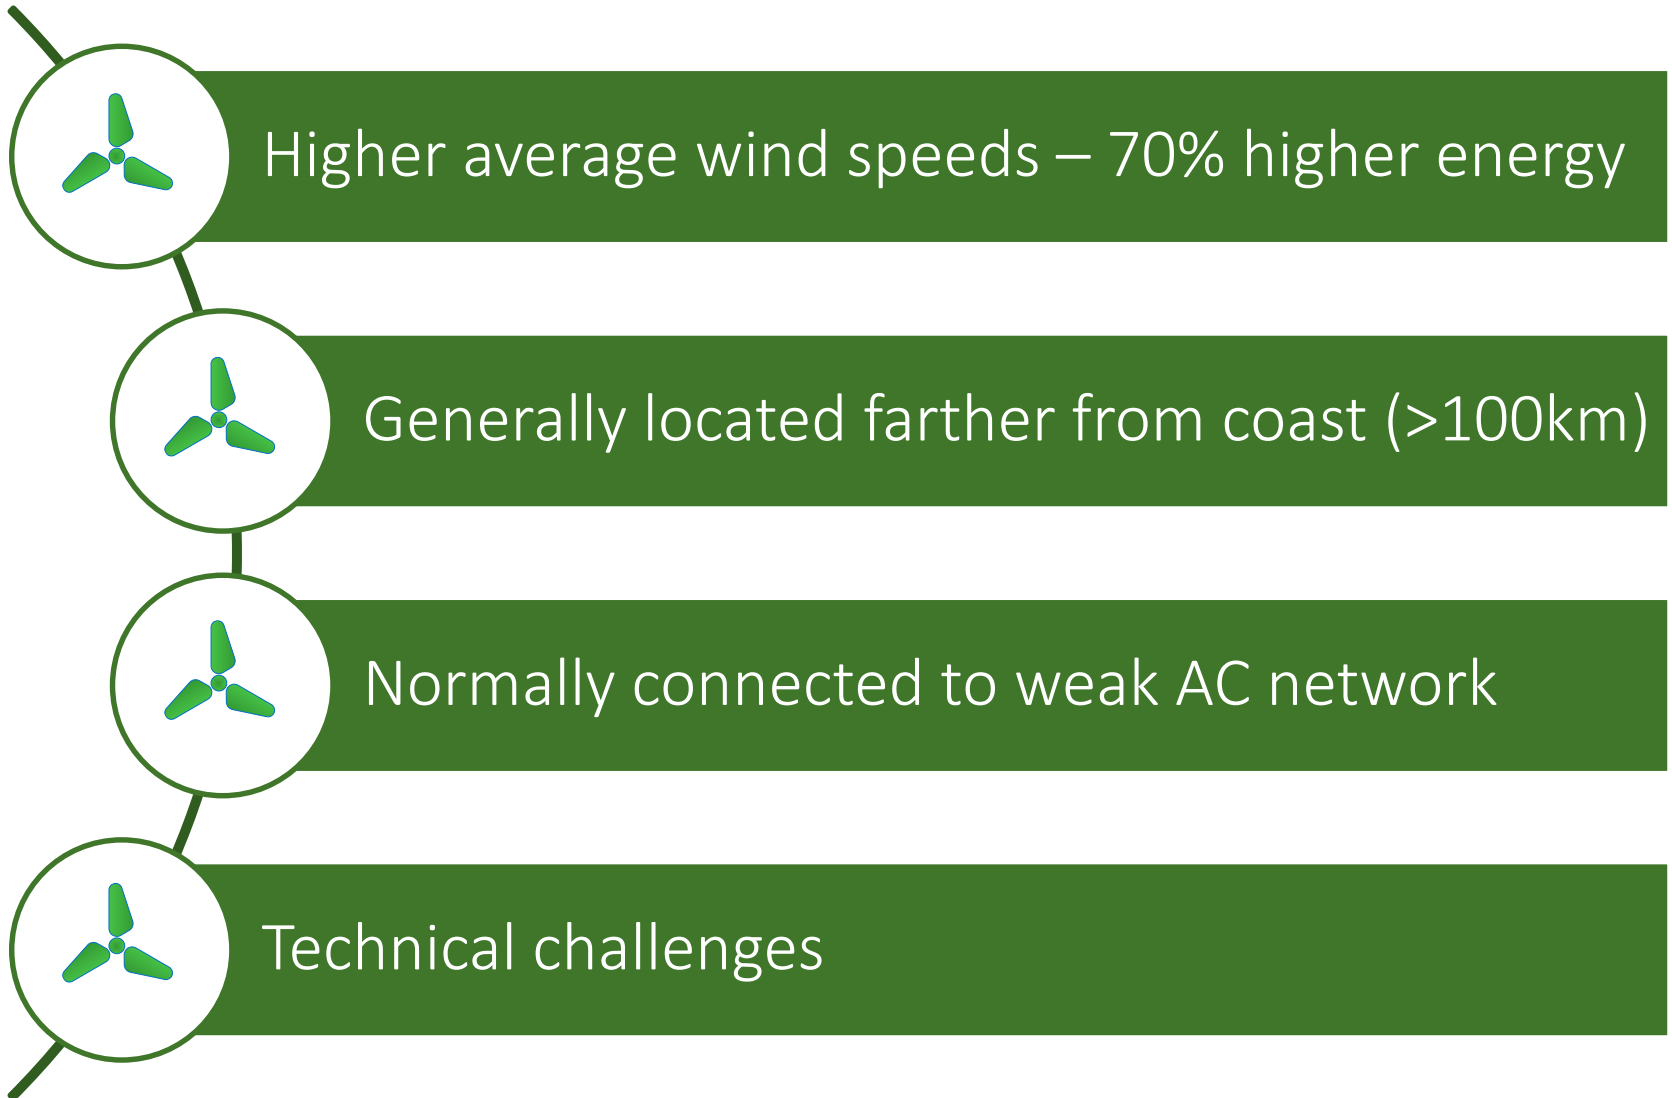 Higher average wind speeds – 70% higher energy
Generally located farther from coast (>100km)
Normally connected to weak AC network
Technical challenges